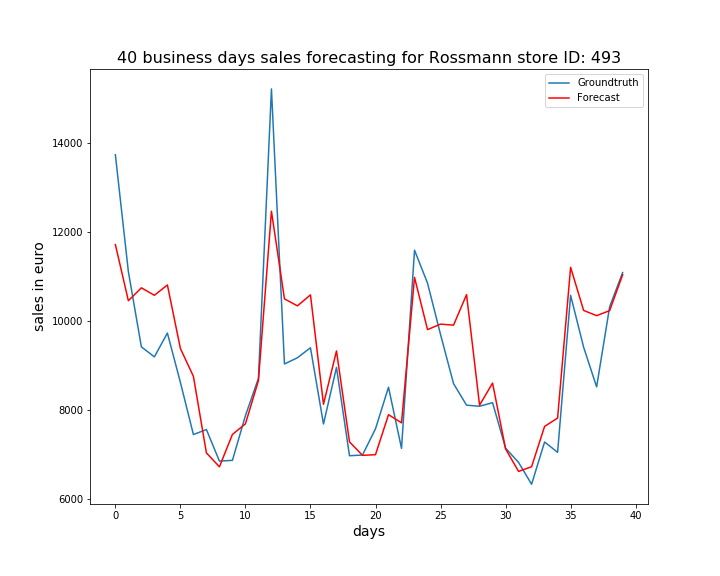 40 business days sales forecasting for Rossmann store ID: 493
Groundtruth
Forecast
14000
12000
10000
8000
6000
sales in euro
0 5 10 15 20 25 30 35 40
days